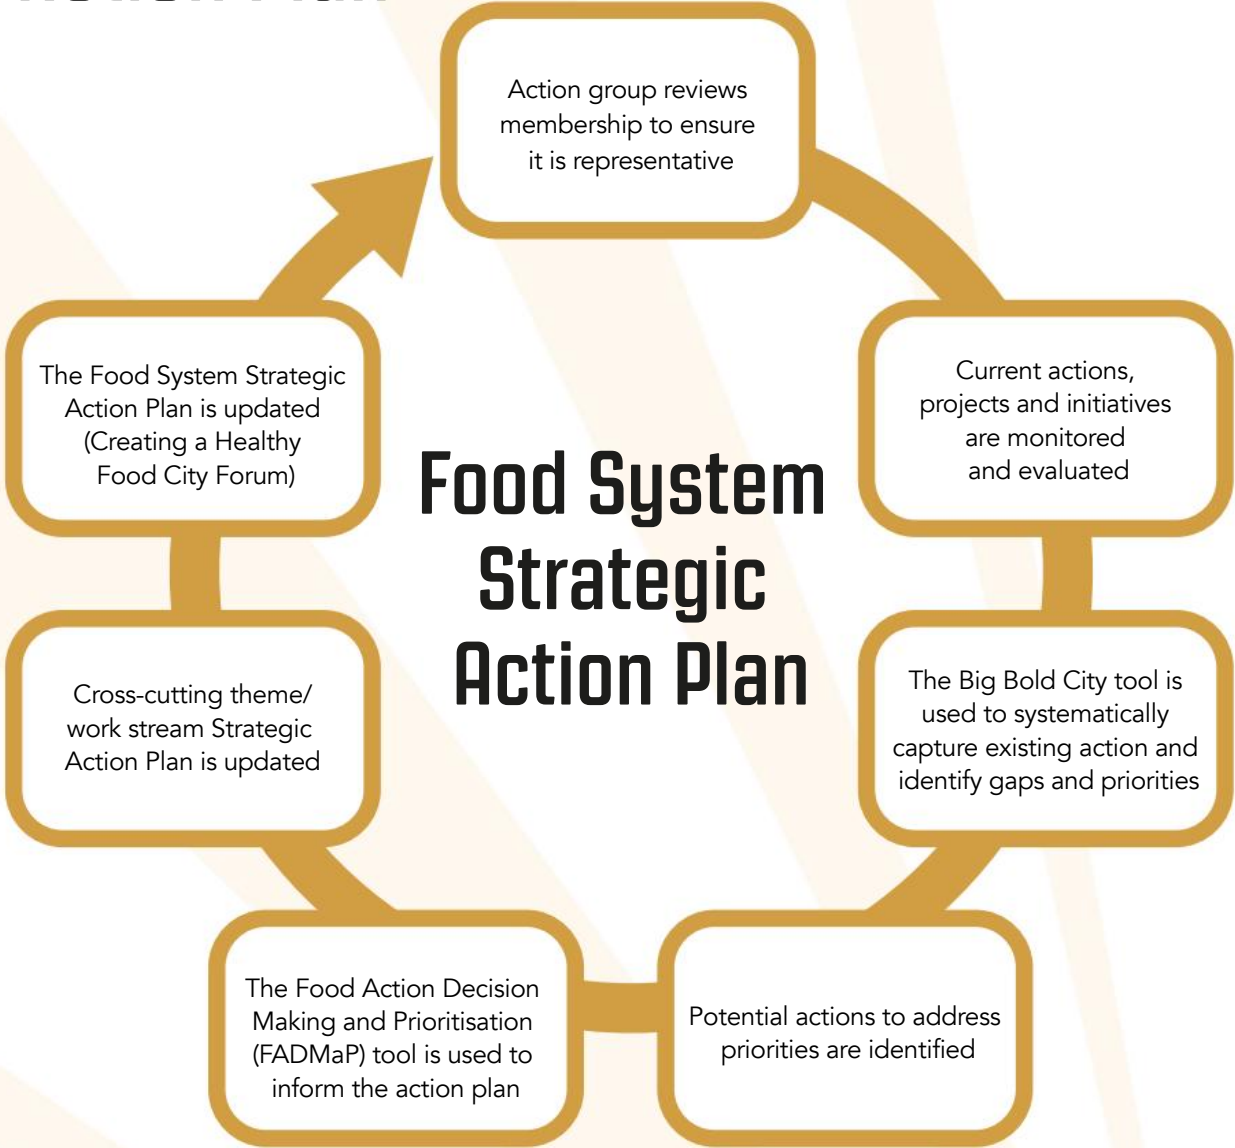 Action group reviews
membership to ensure
it is representative
Current actions,
projects and initiatives
are monitored
and evaluated
The Big Bold City tool is
used to systematically
capture existing action and
identify gaps and priorities
Potential actions to address
priorities are identified
The Food Action Decision
Making and Prioritisation
(FADMaP) tool is used to
inform the action plan
Cross-cutting theme/
work stream Strategic
Action Plan is updated
The Food System Strategic
Action Plan is updated
(Creating a Healthy
Food City Forum)
Food System
Strategic
Action Plan